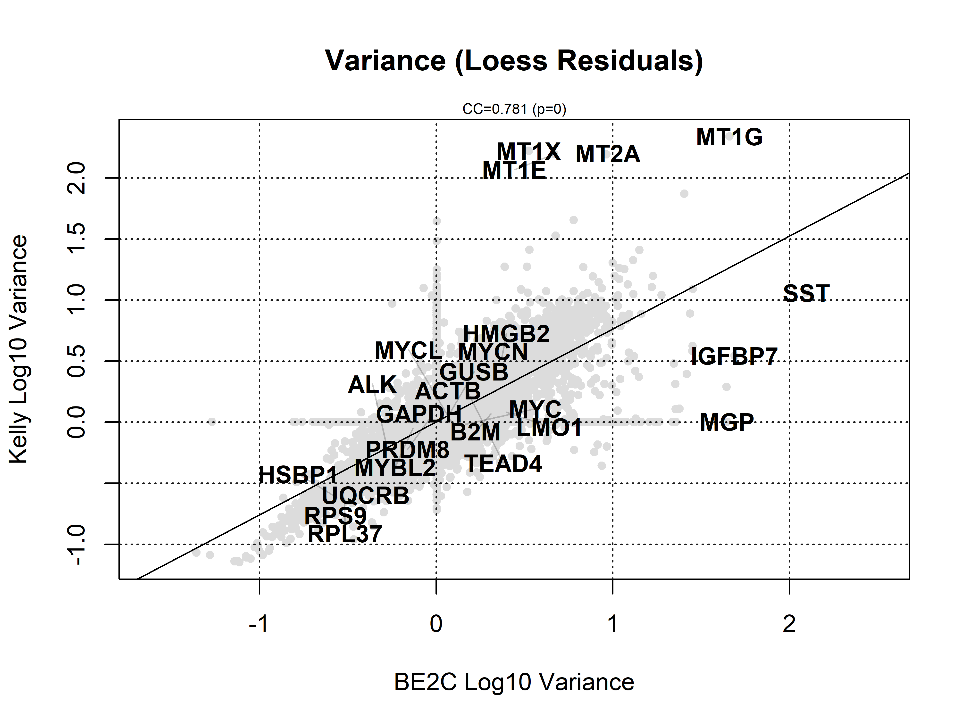 Variance (Loess Residuals)
CC=0.781 (p=0)
MT1G
MT1X
MT2A
MT1E
2.0
1.5
SST
1.0
HMGB2
MYCL
MYCN
IGFBP7
0.5
GUSB
ALK
ACTB
GAPDH
MYC
MGP
0.0
LMO1
B2M
PRDM8
TEAD4
MYBL2
HSBP1
UQCRB
RPS9
RPL37
-1.0
Kelly Log10 Variance
-1
0
1
2
BE2C Log10 Variance